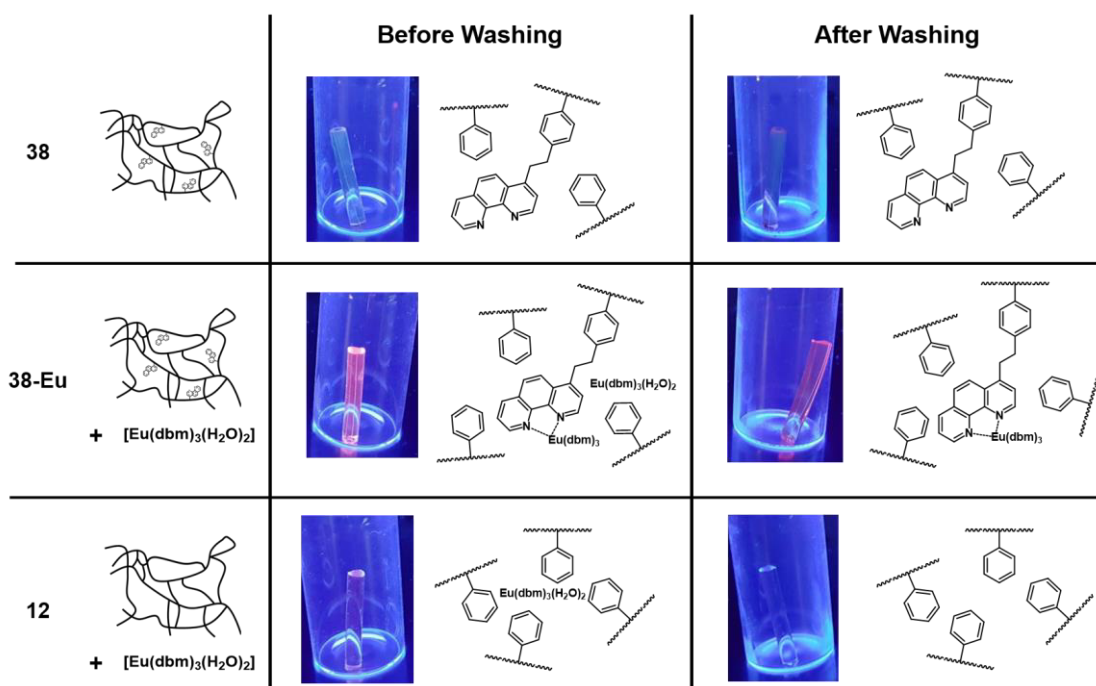 Before Washing
After Washing
38
N
N
N
N
38-Eu
+ [Eu(dbm)₃(H₂O)₂]
Eu(dbm)₃(H₂O)₂
N
N
Eu(dbm)₃
N
N
Eu(dbm)₃
12
+ [Eu(dbm)₃(H₂O)₂]
Eu(dbm)₃(H₂O)₂